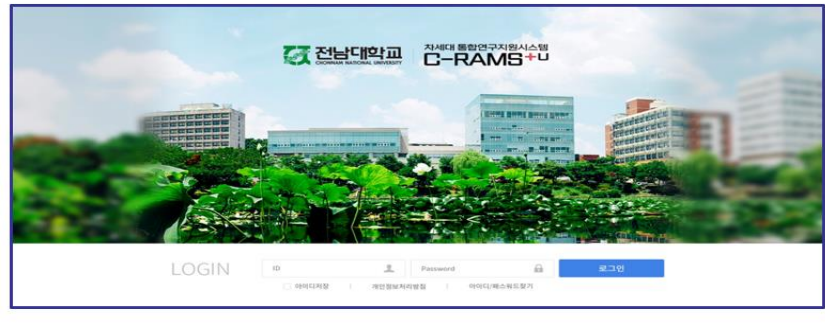 전남대학교
CHONNAM NATIONAL UNIVERSITY
차세대 통합연구지원시스템
C-RAMS+U
LOGIN
ID
Password
로그인
아이디저장
개인정보처리방침
아이디/패스워드찾기